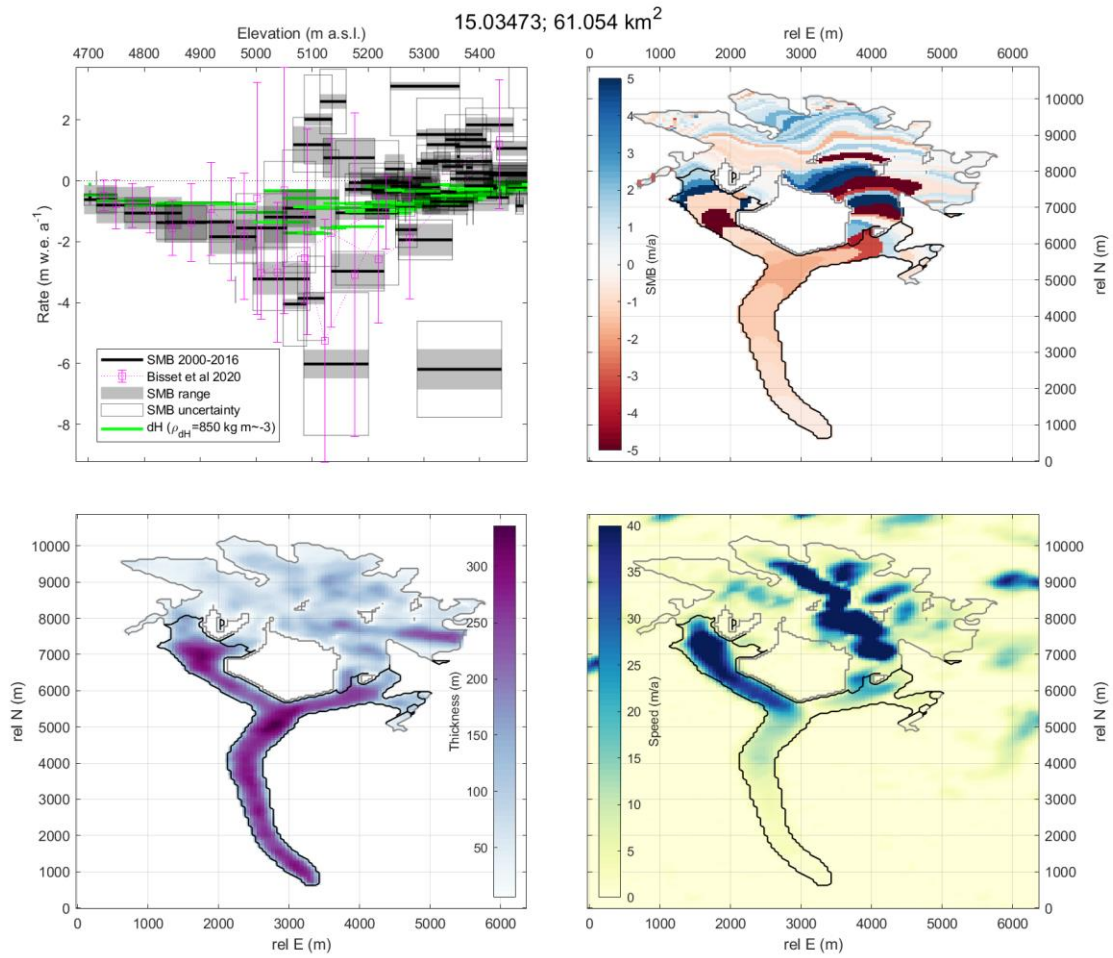 15.03473; 61.054 km²
Elevation (m a.s.l.)
4700 4800 4900 5000 5100 5200 5300 5400
2
0
-2
-4
-6
-8
Rate (m w.e. a⁻¹)
SMB 2000-2016
Bisset et al 2020
SMB range
SMB uncertainty
dH (ρdH=850 kg m~-3)
rel E (m)
0 1000 2000 3000 4000 5000 6000
5
4
3
2
1
0
-1
-2
-3
-4
-5
SMB (m/a)
P
10000
9000
8000
7000
6000
5000
4000
3000
2000
1000
0
rel N (m)
10000
9000
8000
7000
6000
5000
4000
3000
2000
1000
0
rel N (m)
P
300
250
200
150
100
50
Thickness (m)
0 1000 2000 3000 4000 5000 6000
rel E (m)
40
35
30
25
20
15
10
5
0
Speed (m/a)
P
10000
9000
8000
7000
6000
5000
4000
3000
2000
1000
0
rel N (m)
0 1000 2000 3000 4000 5000 6000
rel E (m)